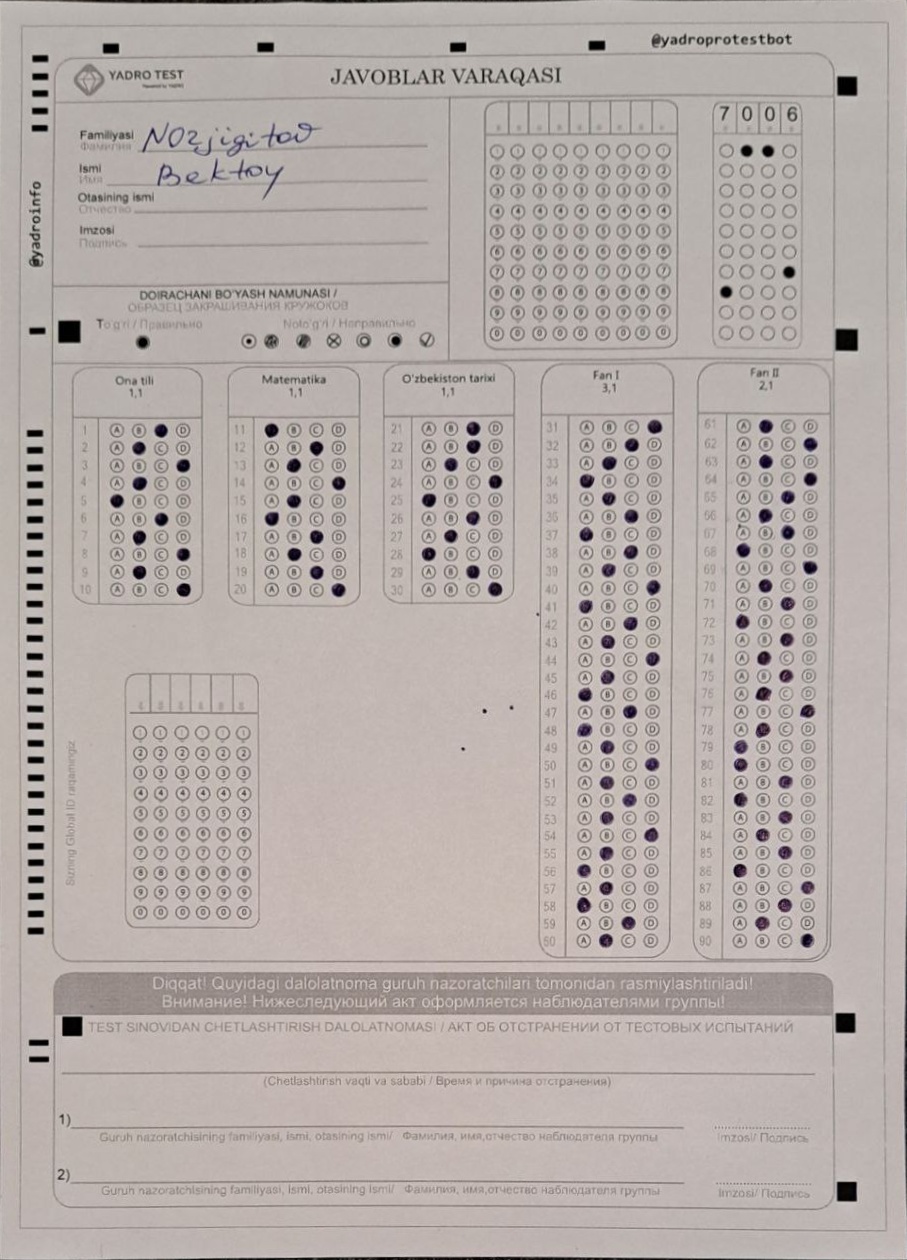 @yadroprotestbot
YADRO TEST
JAVOBLAR VARAQASI
@yadroinfo
Familiyasi
Фамилия
Ismi
Имя
Bektoy
Otasining ismi
Отчество
Imzosi
Подпись
7 0 0 6
DOIRACHANI BO'YASH NAMUNASI /
ОБРАЗЕЦ ЗАКРАШИВАНИЯ КРУЖКОВ
To'g'ri / Правильно Noto'g'ri / Неправильно
Ona tili
1,1
Matematika
1,1
O'zbekiston tarixi
1,1
Fan I
3,1
Fan II
2,1
Sizning Global ID raqamingiz
Diqqat! Quyidagi dalolatnoma guruh nazoratchilari tomonidan rasmiylashtiriladi!
Внимание! Нижеследующий акт оформляется наблюдателями группы!
TEST SINOVIDAN CHETLASHTIRISH DALOLATNOMASI / АКТ ОБ ОТСТРАНЕНИИ ОТ ТЕСТОВЫХ ИСПЫТАНИЙ
(Chetlashtirish vaqti va sababi / Время и причина отстранения)
1)
Guruh nazoratchisining familiyasi, ismi, otasining ismi/ Фамилия, имя,отчество наблюдателя группы Imzosi/ Подпись
2)
Guruh nazoratchisining familiyasi, ismi, otasining ismi/ Фамилия, имя,отчество наблюдателя группы Imzosi/ Подпись